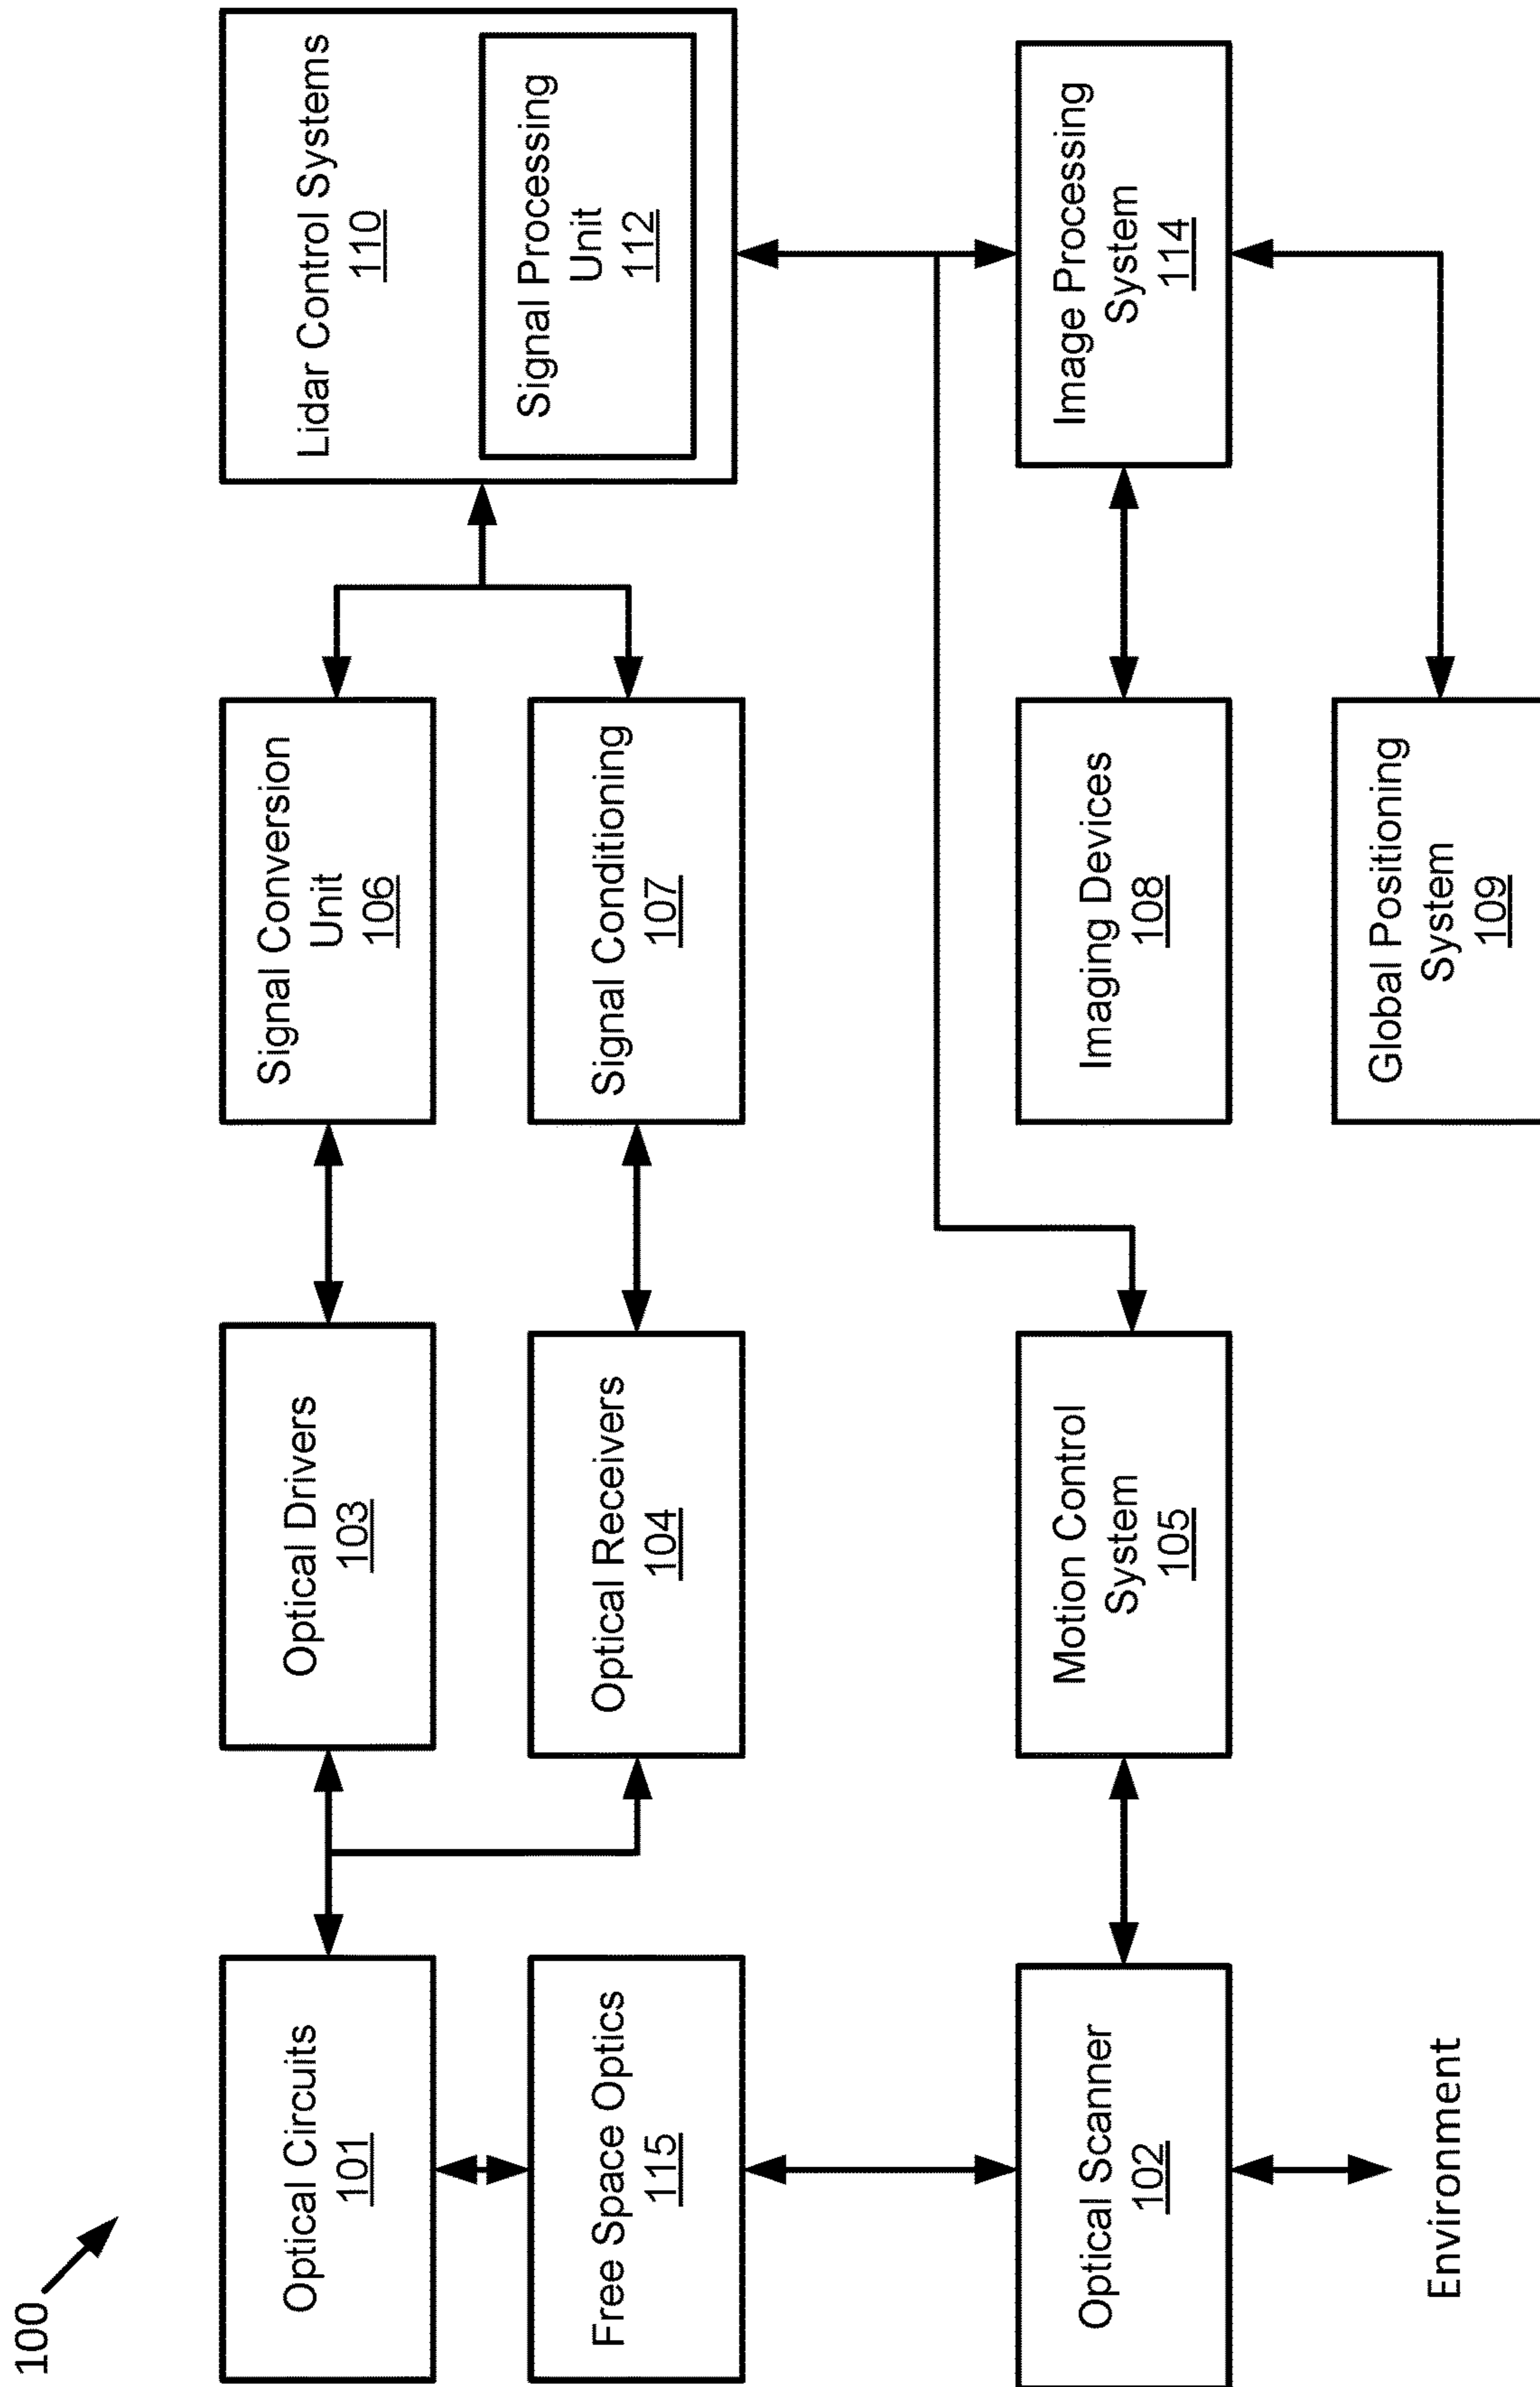 100
Optical Circuits
101
Optical Drivers
103
Signal Conversion
Unit
106
Lidar Control Systems
110
Signal Processing
Unit
112
Free Space Optics
115
Optical Receivers
104
Signal Conditioning
107
Optical Scanner
102
Motion Control
System
105
Imaging Devices
108
Image Processing
System
114
Global Positioning
System
109
Environment